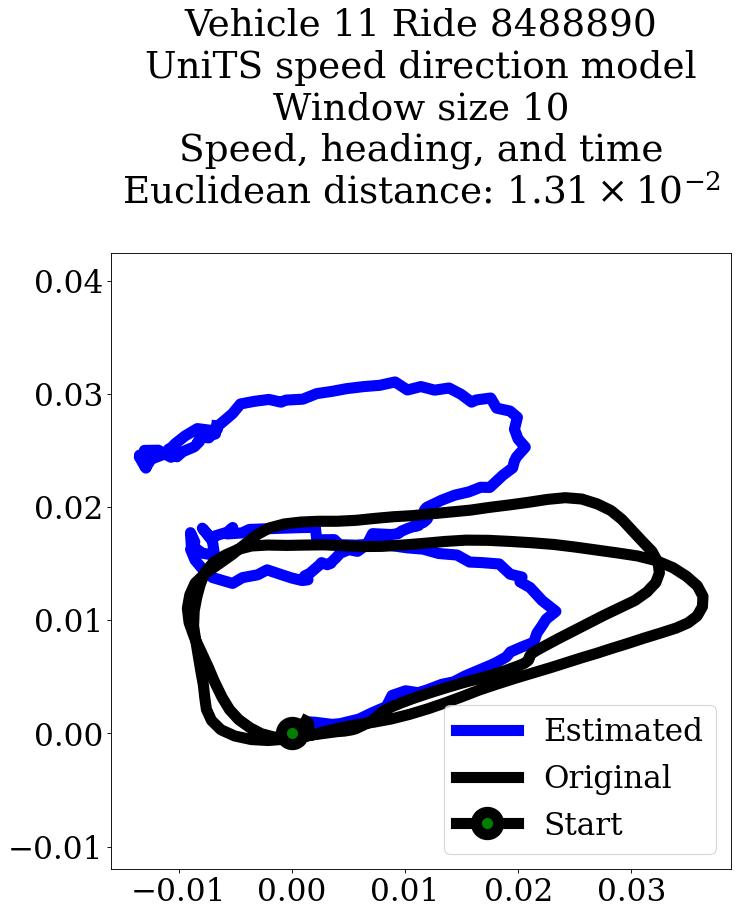 Vehicle 11 Ride 8488890
UniTS speed direction model
Window size 10
Speed, heading, and time
Euclidean distance: 1.31 × 10⁻²
0.04
0.03
0.02
0.01
0.00
−0.01
Estimated
Original
Start
−0.01 0.00 0.01 0.02 0.03